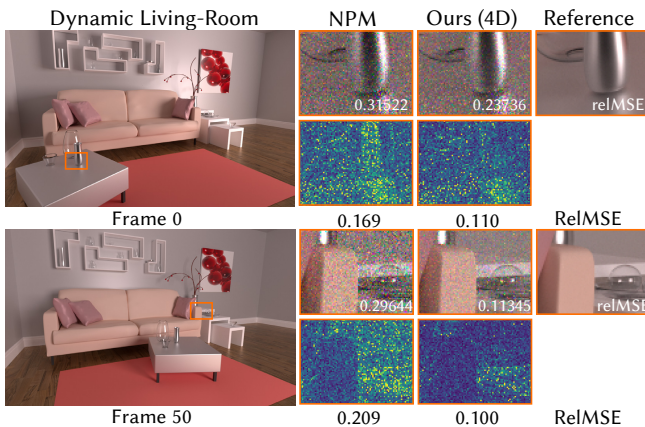 Dynamic Living-Room NPM Ours (4D) Reference
0.31522 0.23736 relMSE
Frame 0 0.169 0.110 RelMSE
0.29644 0.11345 relMSE
Frame 50 0.209 0.100 RelMSE